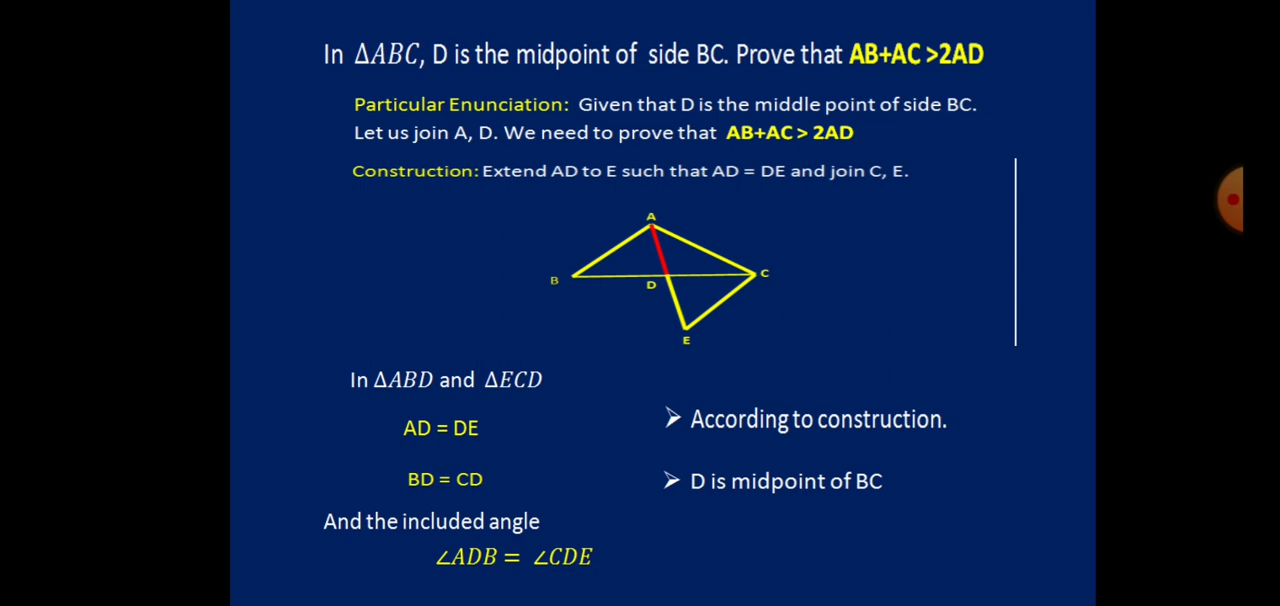 In ΔABC, D is the midpoint of side BC. Prove that AB+AC >2AD
Particular Enunciation: Given that D is the middle point of side BC.
Let us join A, D. We need to prove that AB+AC > 2AD
Construction: Extend AD to E such that AD = DE and join C, E.
A
B
C
D
E
In ΔABD and ΔECD
AD = DE
➢ According to construction.
BD = CD
➢ D is midpoint of BC
And the included angle
∠ADB = ∠CDE